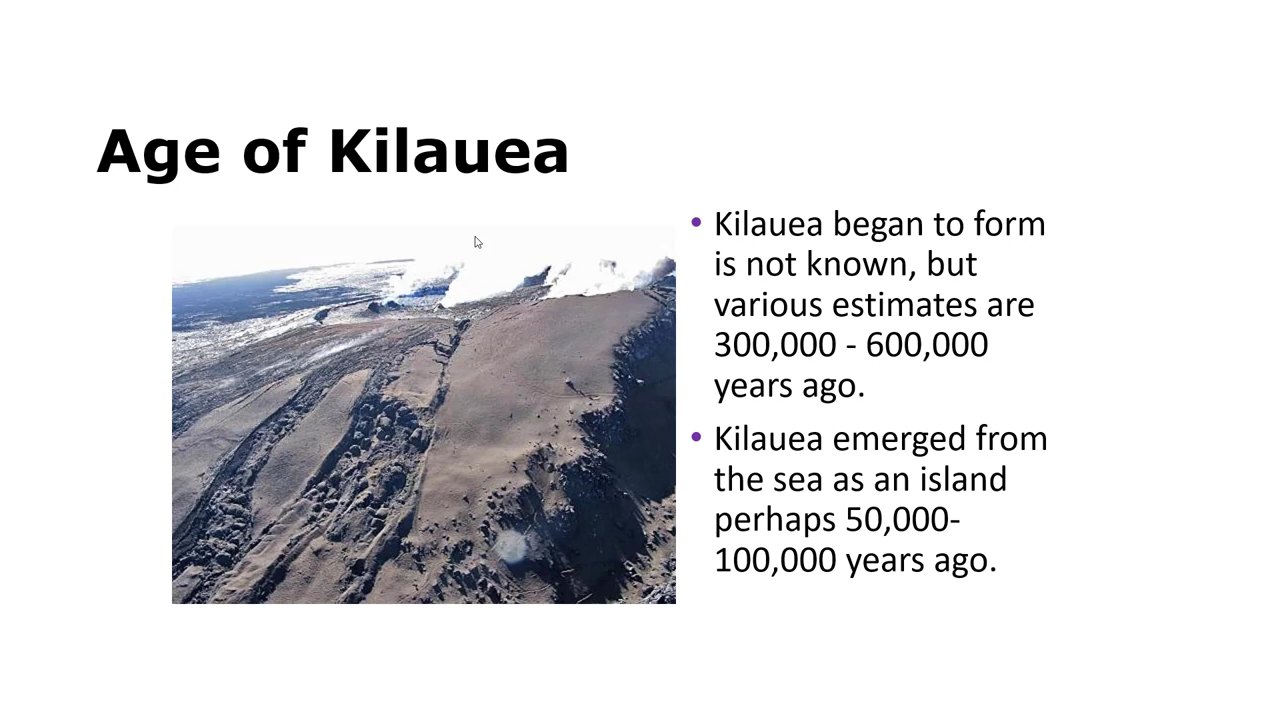 Age of Kilauea
• Kilauea began to form
is not known, but
various estimates are
300,000 - 600,000
years ago.
• Kilauea emerged from
the sea as an island
perhaps 50,000-
100,000 years ago.